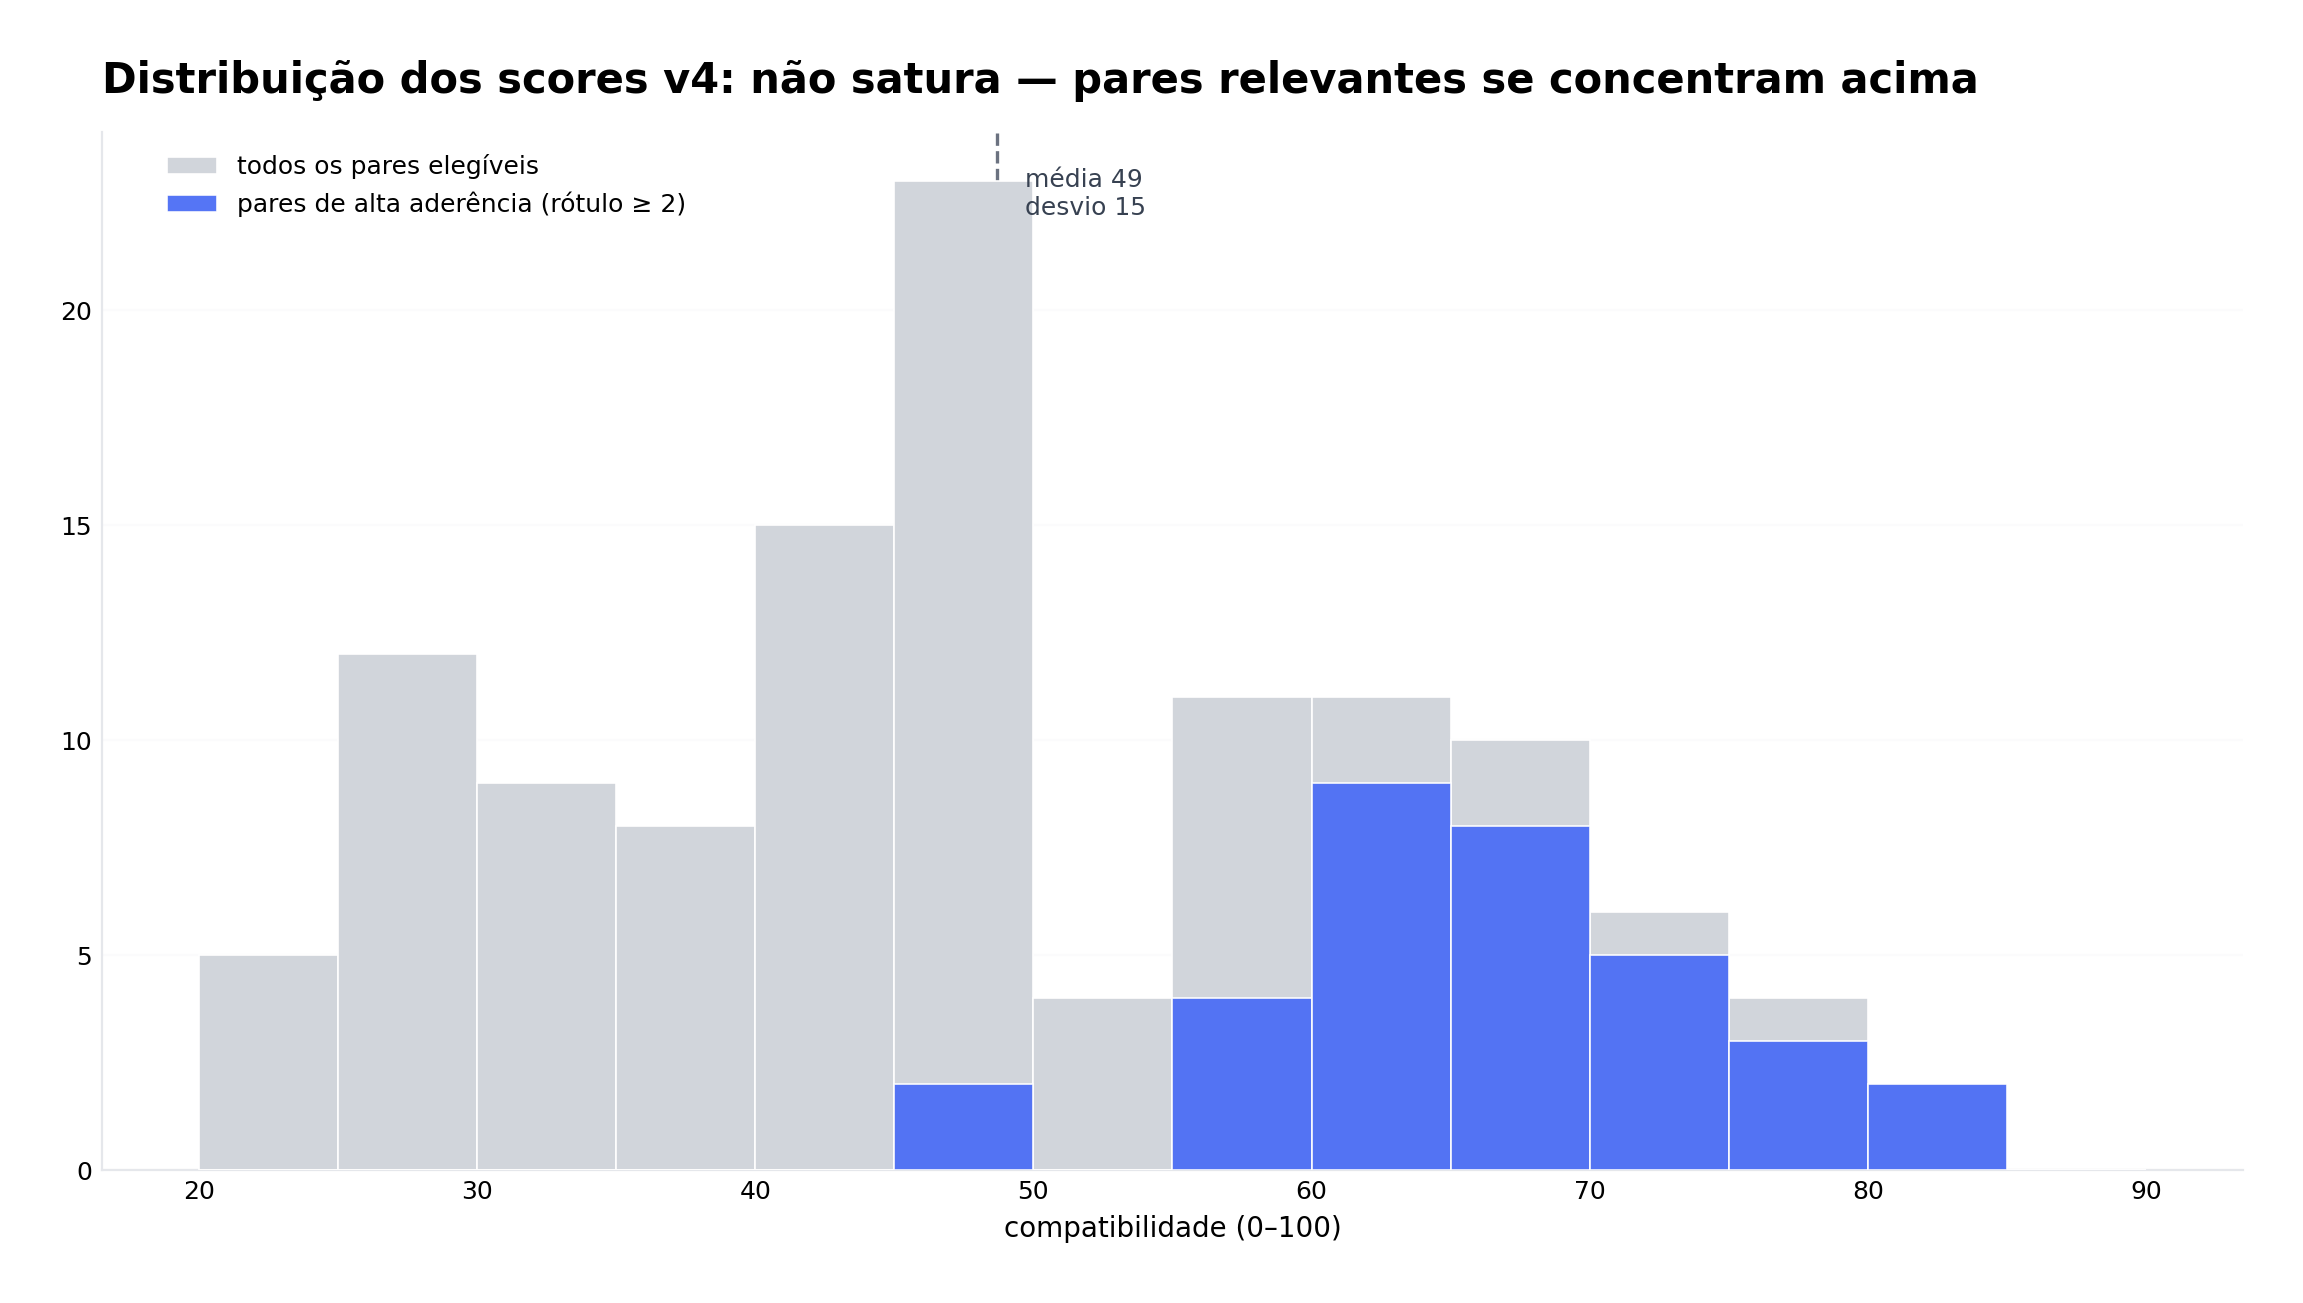 Distribuição dos scores v4: não satura — pares relevantes se concentram acima
todos os pares elegíveis
pares de alta aderência (rótulo ≥ 2)
média 49
desvio 15
20
15
10
5
0
20 30 40 50 60 70 80 90
compatibilidade (0–100)